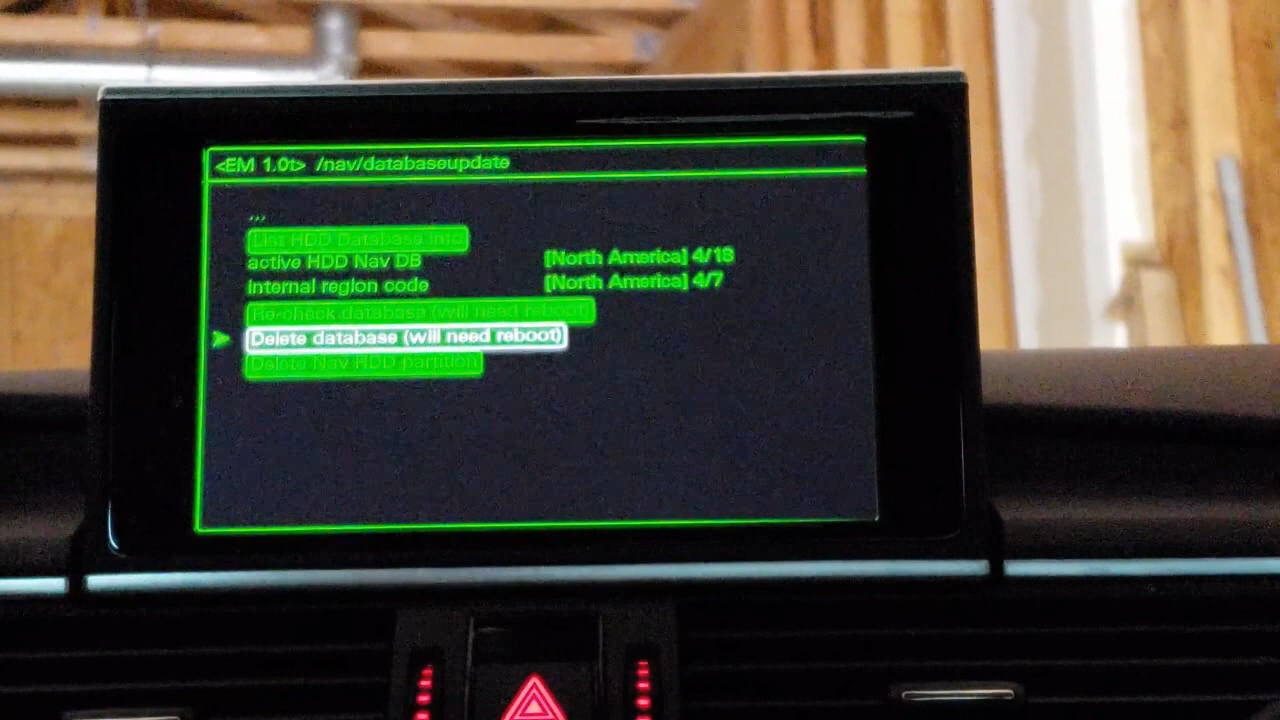 <EM 1.0t> /nav/databaseupdate
...
List HDD Database info
active HDD Nav DB [North America] 4/18
internal region code [North America] 4/7
Re-check database (will need reboot)
Delete database (will need reboot)
Delete Nav HDD partition